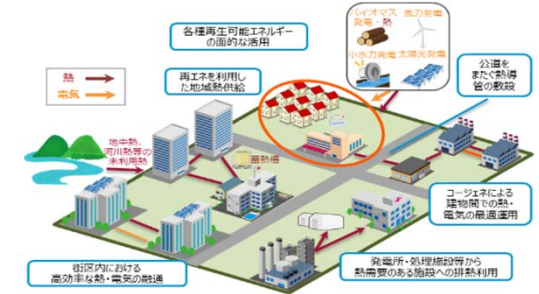 各種再生可能エネルギー
の面的な活用
バイオマス
発電・熱
風力発電
小水力発電
太陽光発電
熱
電気
再エネを利用し
た地域熱供給
公道を
またぐ熱導
管の敷設
地中熱、
河川熱等の
未利用熱
蓄熱槽
コージェネによる
建物間での熱・
電気の最適運用
街区内における
高効率な熱・電気の融通
発電所・処理施設等から
熱需要のある施設への排熱利用